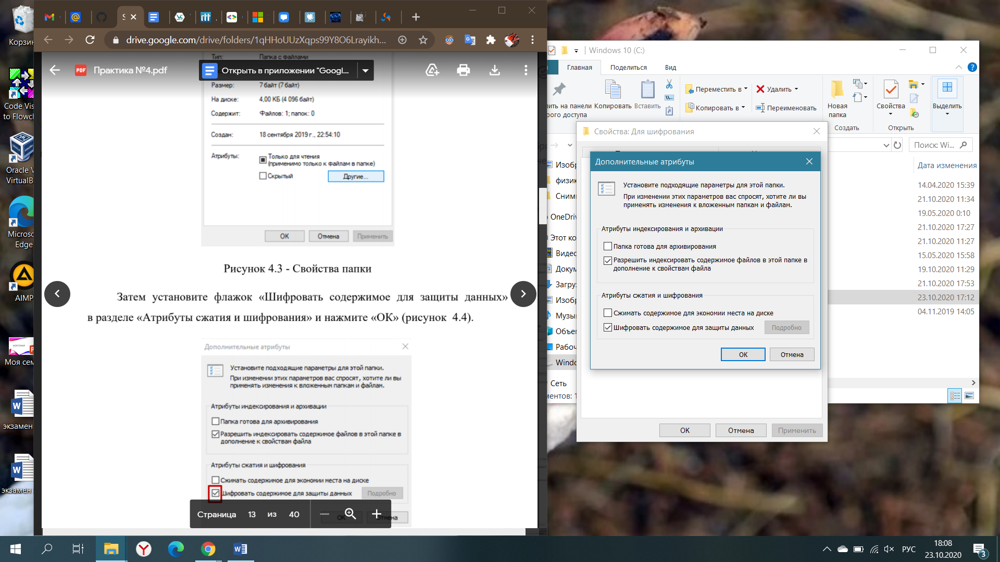 S
drive.google.com/drive/folders/1qHHoUUzXqps99Y8O6Lrayikh...
Тип: Папка с файлами
PDF Практика №4.pdf
Открыть в приложении "Googl...
Размер: 7 байт (7 байт)
На диске: 4,00 КБ (4 096 байт)
Содержит: Файлов: 1; папок: 0
Создан: 18 сентября 2019 г., 22:54:10
Атрибуты: Только для чтения
(применимо только к файлам в папке)
Скрытый Другие...
ОК Отмена Применить
Рисунок 4.3 - Свойства папки
Затем установите флажок «Шифровать содержимое для защиты данных»
в разделе «Атрибуты сжатия и шифрования» и нажмите «ОК» (рисунок 4.4).
Дополнительные атрибуты
Установите подходящие параметры для этой папки.
При изменении этих параметров вас спросят, хотите ли вы
применять изменения к вложенным папкам и файлам.
Атрибуты индексирования и архивации
Папка готова для архивирования
Разрешить индексировать содержимое файлов в этой папке в
дополнение к свойствам файла
Атрибуты сжатия и шифрования
Сжимать содержимое для экономии места на диске
Шифровать содержимое для защиты данных Подробно
ОК
Страница 13 из 40
Корзин
Code Vis
to Flowch
Oracle V
VirtualB
Microso
Edge
AIMP
Моя сем
экзамен
экзамен
Windows 10 (C:)
Главная Поделиться Вид
Копировать Вставить
Переместить в
Копировать в
Удалить
Переименовать
Новая
папка
Свойства
Выделить
пить на панели
рого доступа
Создать Открыть
Поиск: Wi...
Дата изменения
14.04.2020 15:39
21.10.2020 11:34
19.05.2020 0:10
21.10.2020 17:27
21.10.2020 11:27
15.05.2020 15:58
19.10.2020 11:29
21.10.2020 17:53
23.10.2020 17:12
04.11.2019 14:05
Изобр
физик
Сним
OneDriv
Этот ко
Видес
Докум
Загру
Изобр
Музы
Объем
Рабоч
Windo
Сеть
ментов: 1
Свойства: Для шифрования
Дополнительные атрибуты
Установите подходящие параметры для этой папки.
При изменении этих параметров вас спросят, хотите ли вы
применять изменения к вложенным папкам и файлам.
Атрибуты индексирования и архивации
Папка готова для архивирования
Разрешить индексировать содержимое файлов в этой папке в
дополнение к свойствам файла
Атрибуты сжатия и шифрования
Сжимать содержимое для экономии места на диске
Шифровать содержимое для защиты данных Подробно
ОК Отмена
ОК Отмена Применить
РУС
18:08
23.10.2020
3